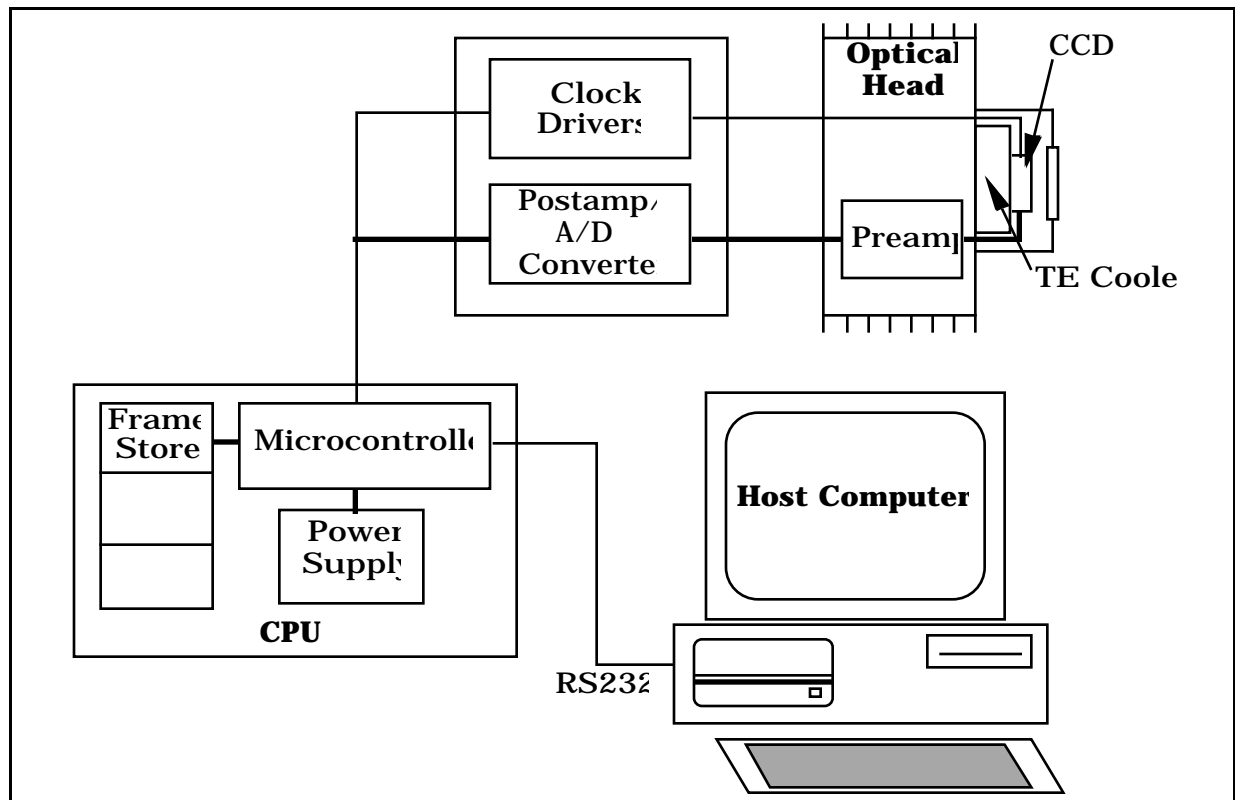 Clock
Drivers
Postamp/
A/D
Converte
Optical
Head
Preamp
CCD
TE Coole
Frame
Store
Microcontrolle
Power
Supply
CPU
RS232
Host Computer